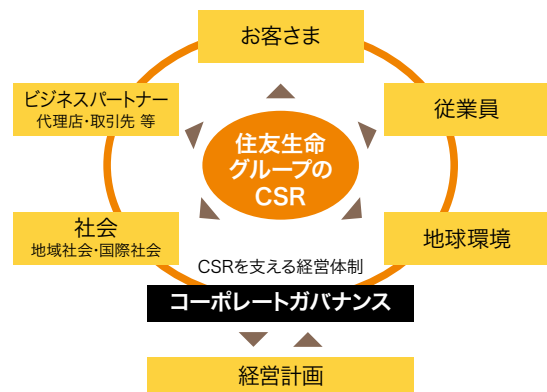 お客さま
ビジネスパートナー
代理店・取引先 等
従業員
住友生命
グループの
CSR
社会
地域社会・国際社会
地球環境
CSRを支える経営体制
コーポレートガバナンス
経営計画